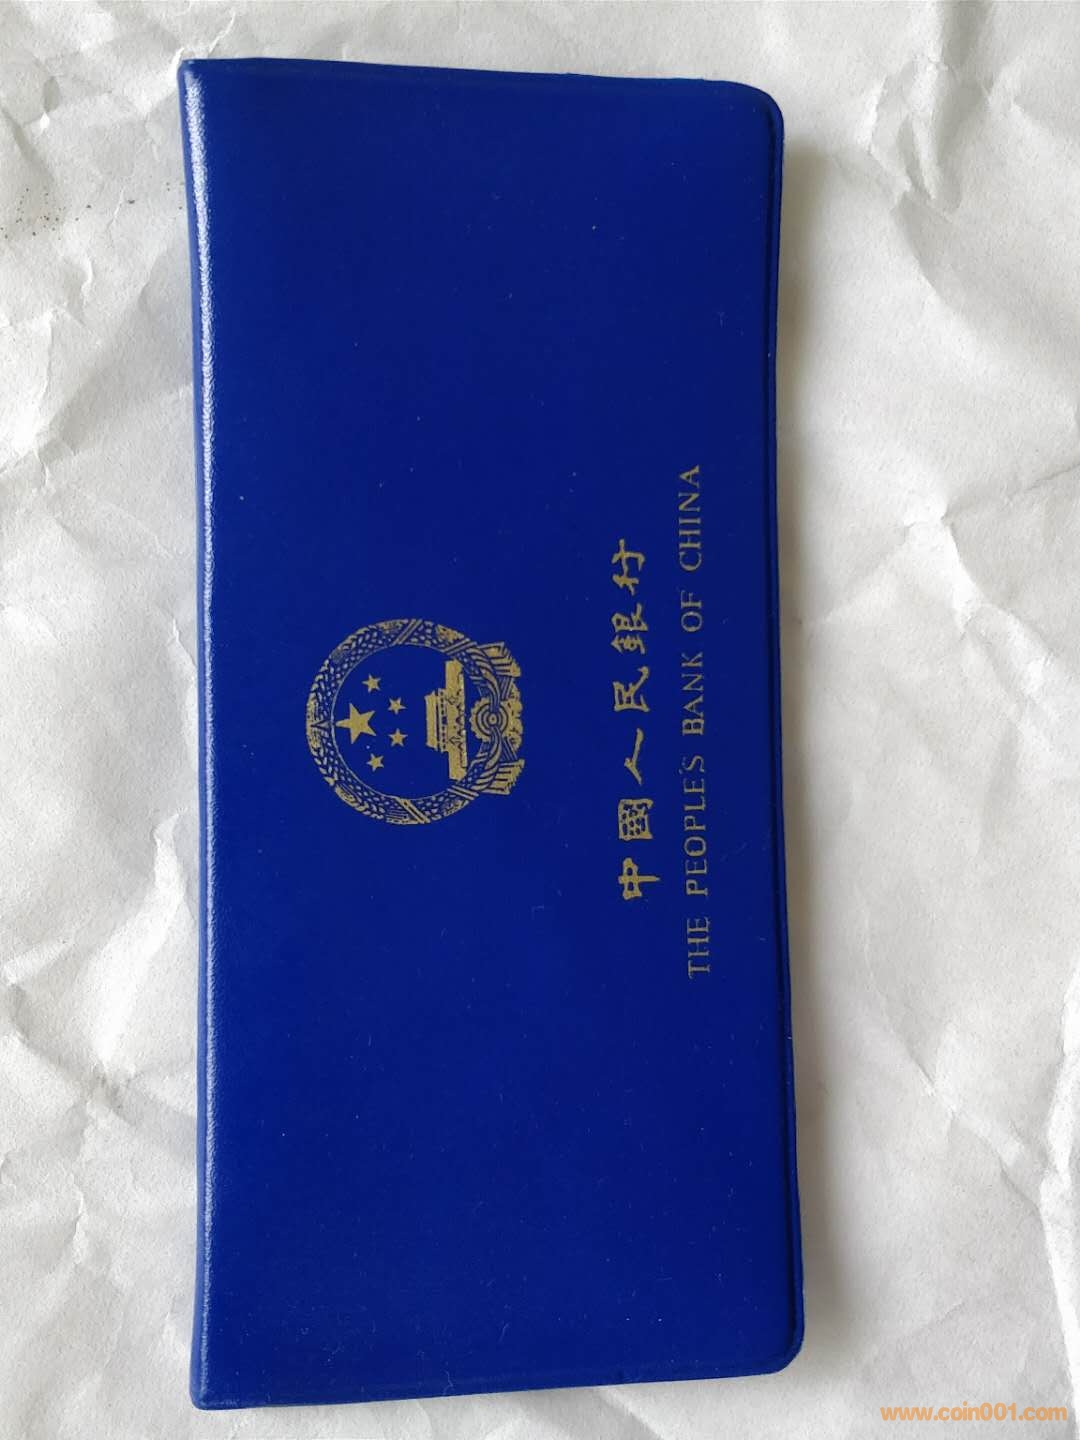 中國人民銀行
THE PEOPLE'S BANK OF CHINA
www.coin001.com